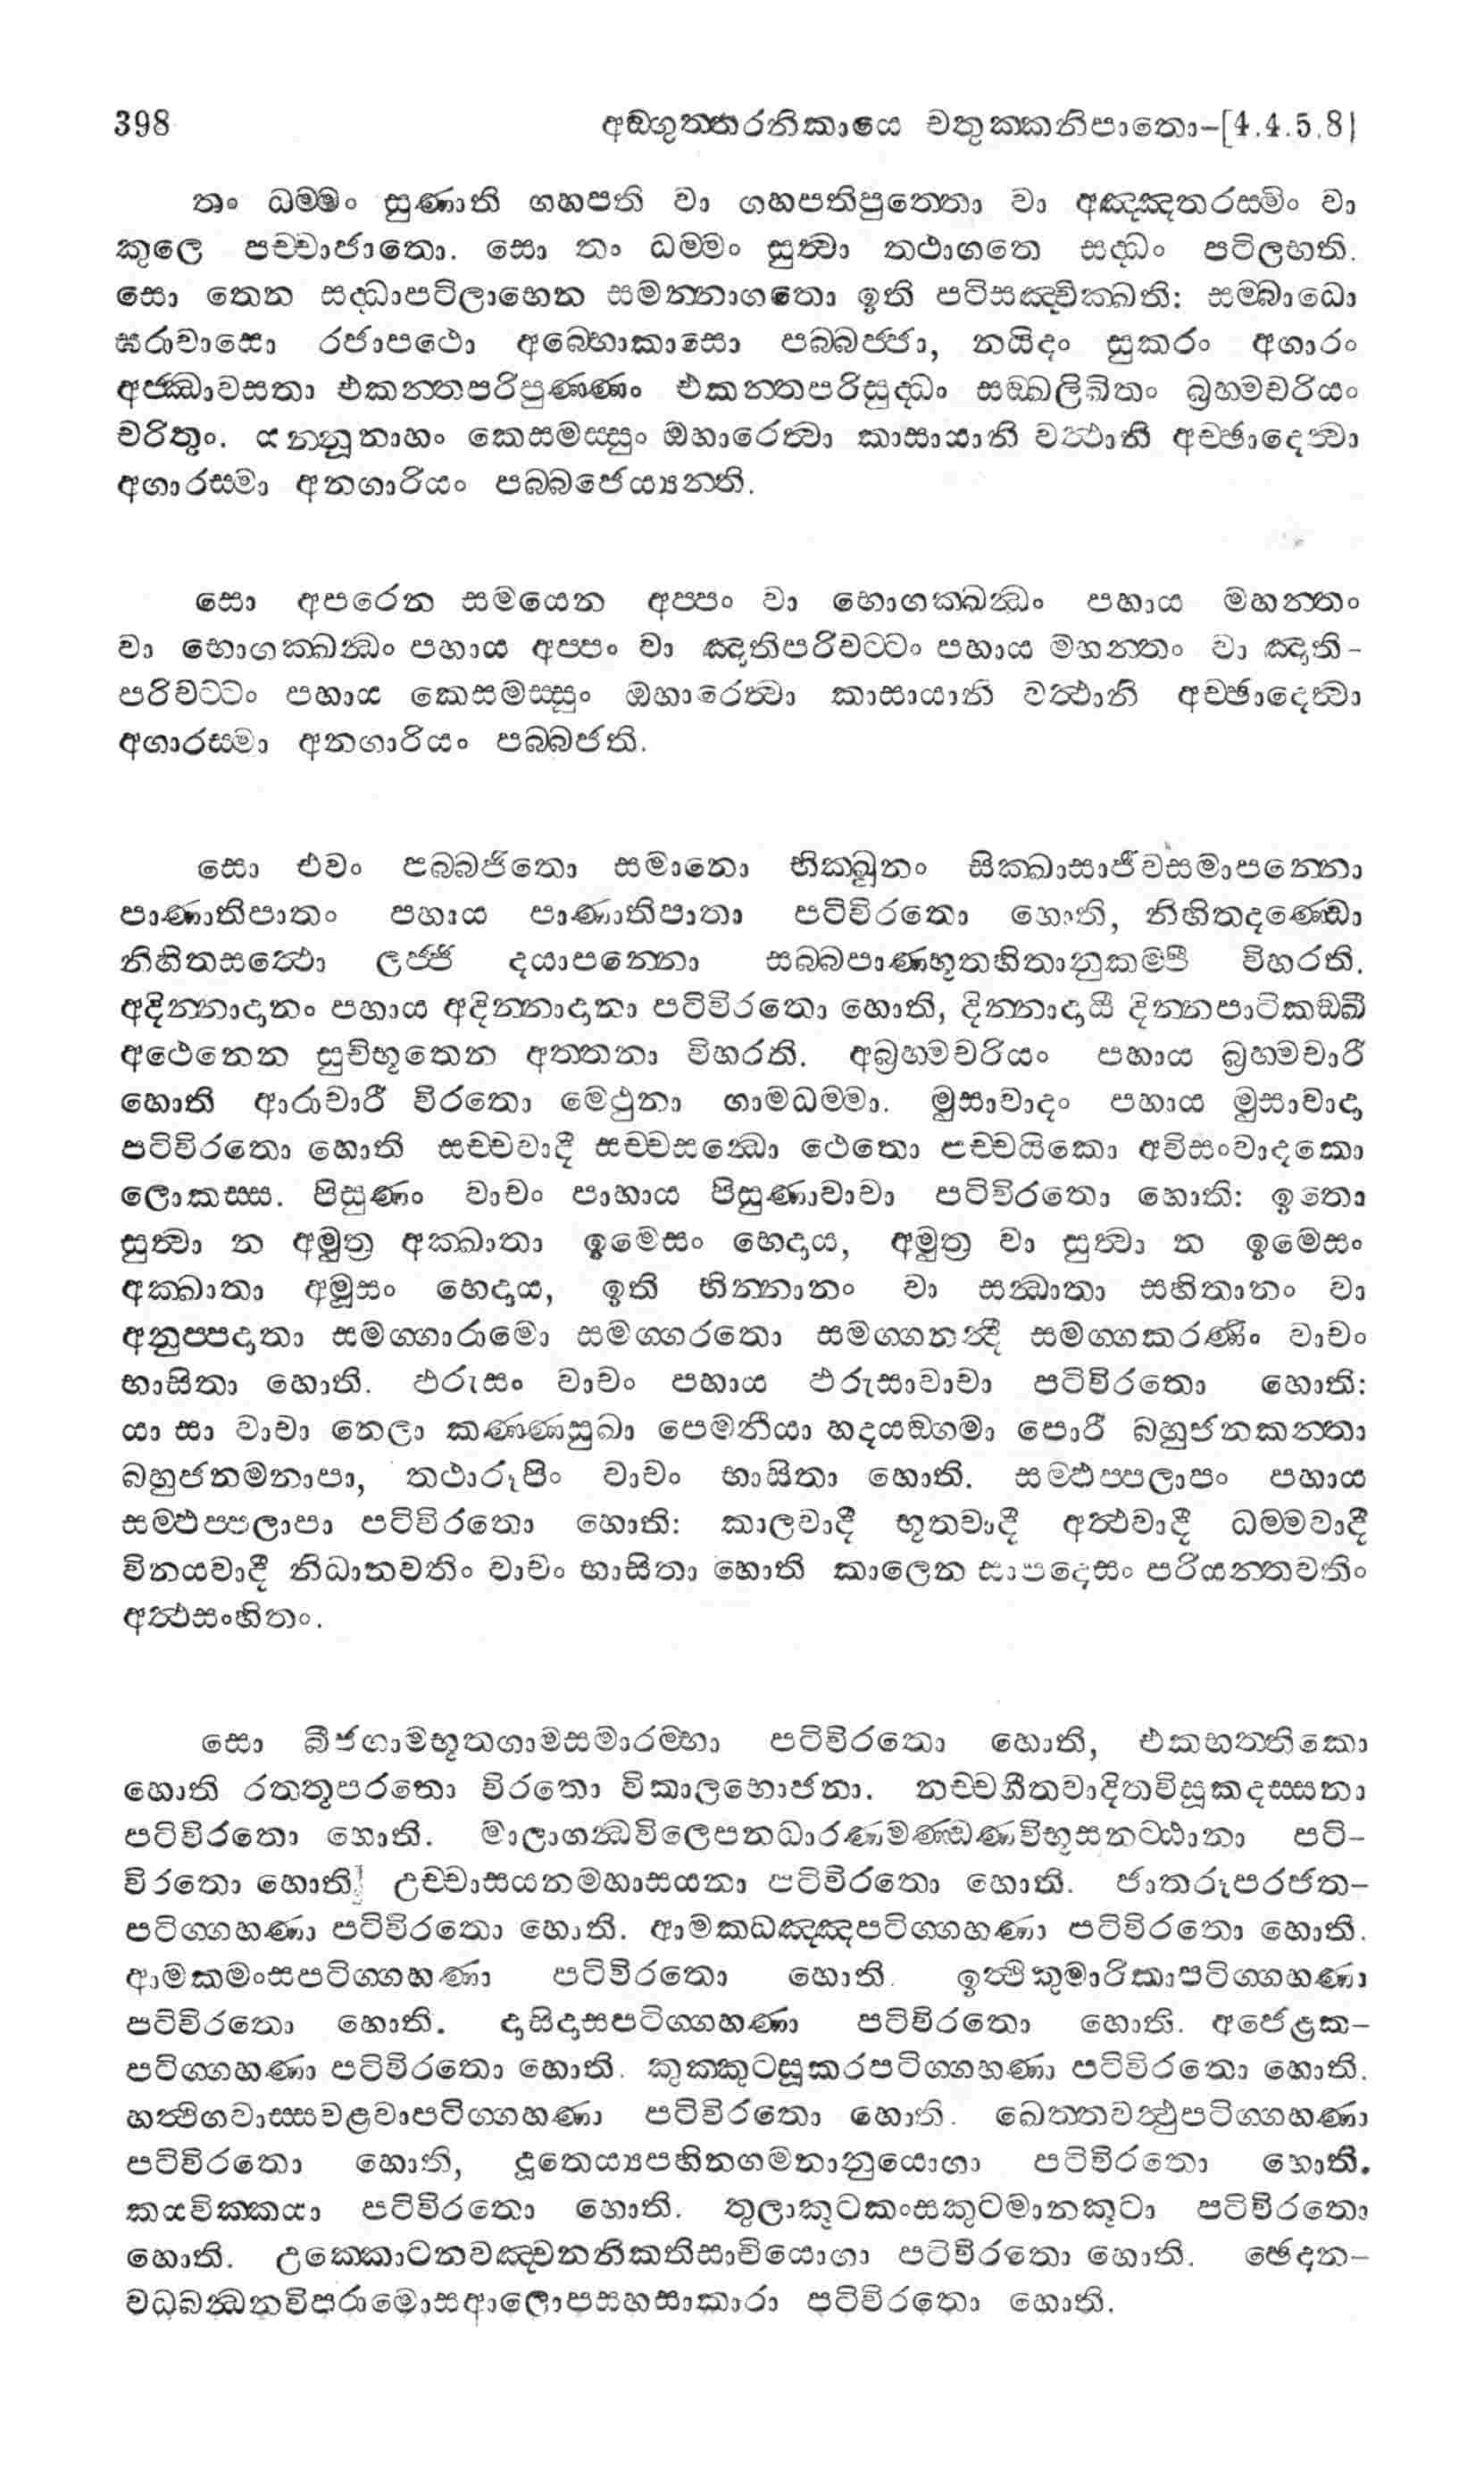 398 අඞ්ගුත්තරනිකායෙ චතුක්කනිපාතො-[4.4.5.8]
තං ධම්මං සුණාති ගහපති වා ගහපතිපුත්තො වා අඤ්ඤතරස්මිං වා
කුලෙ පච්චාජාතො. සො තං ධම්මං සුත්‍වා තථාගතෙ සද්ධං පටිලභති.
සො තෙන සද්ධාපටිලාභෙන සමන්නාගතො ඉති පටිසඤ්චික්ඛති: සම්බාධො
ඝරාවාසො රජාපථො අබ්භොකාසො පබ්බජ්ජා, නයිදං සුකරං අගාරං
අජ්ඣාවසතා එකන්තපරිපුණ්ණං එකන්තපරිසුද්ධං සඞ්ඛලිඛිතං බ්‍රහ්මචරියං
චරිතුං. යන්නූනාහං කෙසමස්සුං ඔහාරෙත්‍වා කාසායානි වත්‍ථානි අච්ඡාදෙත්‍වා
අගාරස්මා අනගාරියං පබ්බජෙය්‍යන්ති.
සො අපරෙන සමයෙන අප්පං වා භොගක්ඛන්ධං පහාය මහන්තං
වා භොගක්ඛන්ධං පහාය අප්පං වා ඤාතිපරිවට්ටං පහාය මහන්තං වා ඤාති-
පරිවට්ටං පහාය කෙසමස්සුං ඔහාරෙත්‍වා කාසායානි වත්‍ථානි අච්ඡාදෙත්‍වා
අගාරස්මා අනගාරියං පබ්බජති.
සො එවං පබ්බජිතො සමානො භික්ඛූනං සික්ඛාසාජීවසමාපන්නො
පාණාතිපාතං පහාය පාණාතිපාතා පටිවිරතො හොති, නිහිතදණ්ඩො
නිහිතසත්‍ථො ලජ්ජී දයාපන්නො සබ්බපාණභූතහිතානුකම්පී විහරති.
අදින්නාදානං පහාය අදින්නාදානා පටිවිරතො හොති, දින්නාදායී දින්නපාටිකඞ්ඛී
අථෙනෙන සුචිභූතෙන අත්තනා විහරති. අබ්‍රහ්මචරියං පහාය බ්‍රහ්මචාරී
හොති ආරාචාරී විරතො මෙථුනා ගාමධම්මා. මුසාවාදං පහාය මුසාවාදා
පටිවිරතො හොති සච්චවාදී සච්චසන්ධො ථෙතො පච්චයිකො අවිසංවාදකො
ලොකස්ස. පිසුණං වාචං පාහාය පිසුණාවාචා පටිවිරතො හොති: ඉතො
සුත්‍වා න අමුත්‍ර අක්ඛාතා ඉමෙසං භෙදාය, අමුත්‍ර වා සුත්‍වා න ඉමෙසං
අක්ඛාතා අමූසං භෙදාය, ඉති භින්නානං වා සන්ධාතා සහිතානං වා
අනුප්පදාතා සමග්ගාරාමො සමග්ගරතො සමග්ගනන්දී සමග්ගකරණිං වාචං
භාසිතා හොති. ඵරුසං වාචං පහාය ඵරුසාවාචා පටිවිරතො හොති:
යා සා වාචා නෙලා කණ්ණසුඛා පෙමනීයා හදයඞ්ගමා පොරී බහුජනකන්තා
බහුජනමනාපා, තථාරූපිං වාචං භාසිතා හොති. සම්ඵප්පලාපං පහාය
සම්ඵප්පලාපා පටිවිරතො හොති: කාලවාදී භූතවාදී අත්‍ථවාදී ධම්මවාදී
විනයවාදී නිධානවතිං වාචං භාසිතා හොති කාලෙන සාපදෙසං පරියන්තවතිං
අත්‍ථසංහිතං.
සො බීජගාමභූතගාමසමාරම්භා පටිවිරතො හොති, එකභත්තිකො
හොති රත්තූපරතො විරතො විකාලභොජනා. නච්චගීතවාදිතවිසූකදස්සනා
පටිවිරතො හොති. මාලාගන්ධවිලෙපනධාරණමණ්ඩණවිභූසනට්ඨානා පටි-
විරතො හොති. උච්චාසයනමහාසයනා පටිවිරතො හොති. ජාතරූපරජත-
පටිග්ගහණා පටිවිරතො හොති. ආමකධඤ්ඤපටිග්ගහණා පටිවිරතො හොති.
ආමකමංසපටිග්ගහණා පටිවිරතො හොති. ඉත්‍ථිකුමාරිකාපටිග්ගහණා
පටිවිරතො හොති. දාසිදාසපටිග්ගහණා පටිවිරතො හොති. අජෙළක-
පටිග්ගහණා පටිවිරතො හොති. කුක්කුටසූකරපටිග්ගහණා පටිවිරතො හොති.
හත්‍ථිගවාස්සවළවාපටිග්ගහණා පටිවිරතො හොති. ඛෙත්තවත්‍ථුපටිග්ගහණා
පටිවිරතො හොති, දූතෙය්‍යපහිනගමනානුයොගා පටිවිරතො හොති.
කයවික්කයා පටිවිරතො හොති. තුලාකූටකංසකුටමානකූටා පටිවිරතො
හොති. උක්කොටනවඤ්චනනිකතිසාචියොගා පටිවිරතො හොති. ඡෙදන-
වධබන්ධනවිපරාමොසආලොපසහසාකාරා පටිවිරතො හොති.